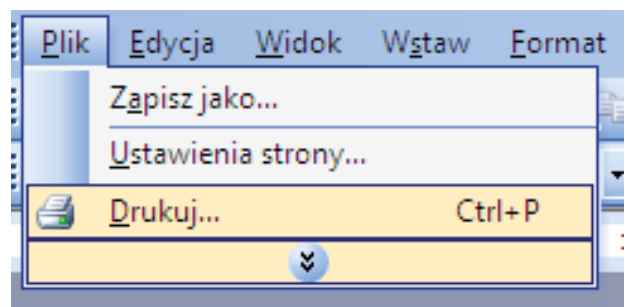 Plik Edycja Widok Wstaw Format
Zapisz jako...
Ustawienia strony...
Drukuj... Ctrl+P